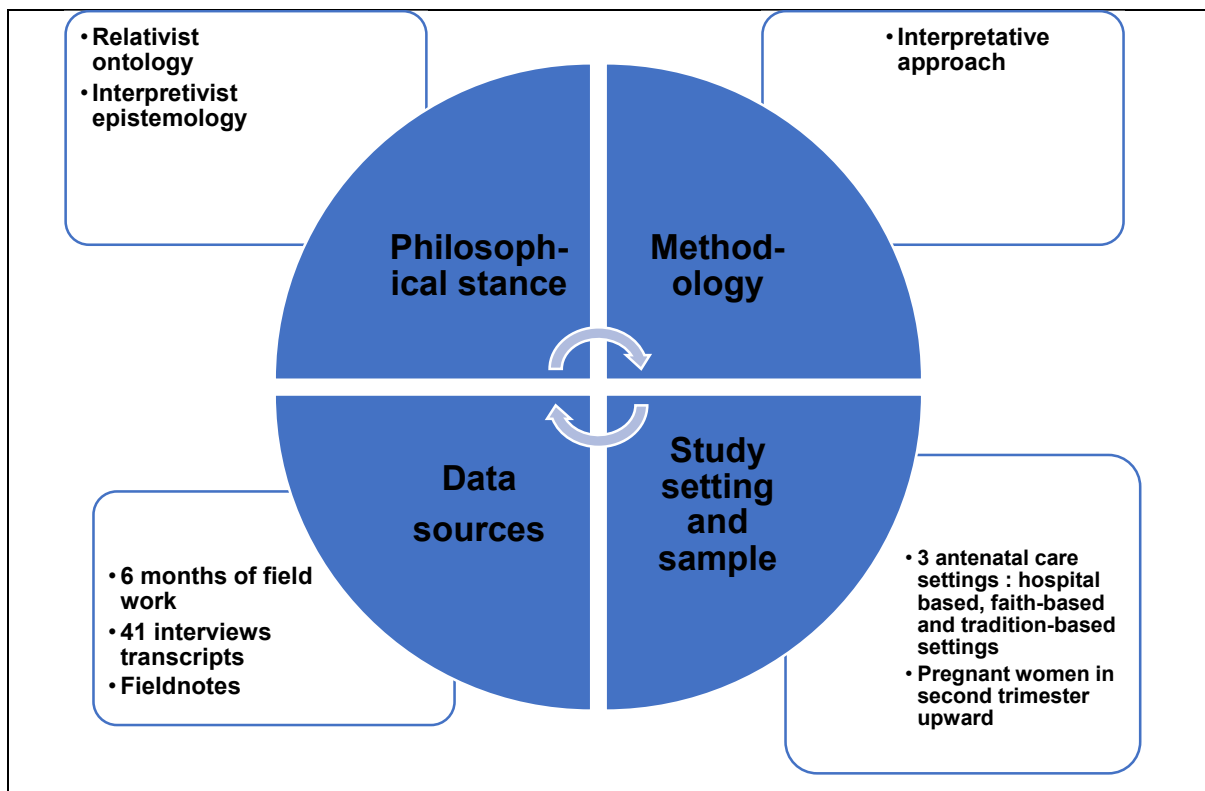 • Relativist
ontology
• Interpretivist
epistemology
• Interpretative
approach
Philosoph-
ical stance
Method-
ology
Data
sources
Study
setting
and
sample
• 6 months of field
work
• 41 interviews
transcripts
• Fieldnotes
• 3 antenatal care
settings : hospital
based, faith-based
and tradition-based
settings
• Pregnant women in
second trimester
upward